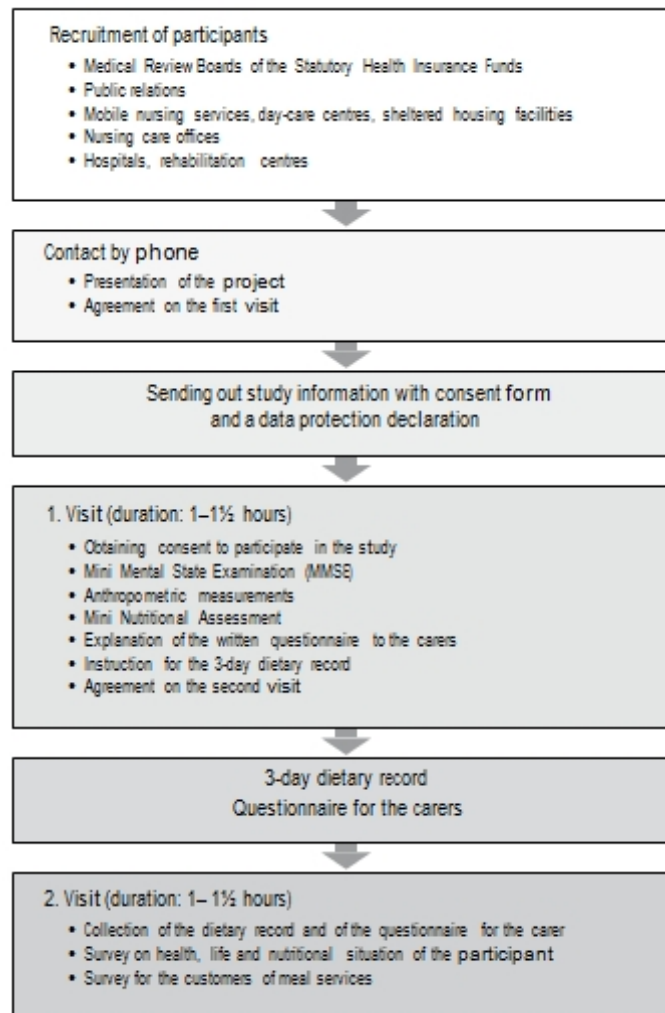 Recruitment of participants
• Medical Review Boards of the Statutory Health Insurance Funds
• Public relations
• Mobile nursing services, day-care centres, sheltered housing facilities
• Nursing care offices
• Hospitals, rehabilitation centres
Contact by phone
• Presentation of the project
• Agreement on the first visit
Sending out study information with consent form
and a data protection declaration
1. Visit (duration: 1–1½ hours)
• Obtaining consent to participate in the study
• Mini Mental State Examination (MMSE)
• Anthropometric measurements
• Mini Nutritional Assessment
• Explanation of the written questionnaire to the carers
• Instruction for the 3-day dietary record
• Agreement on the second visit
3-day dietary record
Questionnaire for the carers
2. Visit (duration: 1– 1½ hours)
• Collection of the dietary record and of the questionnaire for the carer
• Survey on health, life and nutritional situation of the participant
• Survey for the customers of meal services